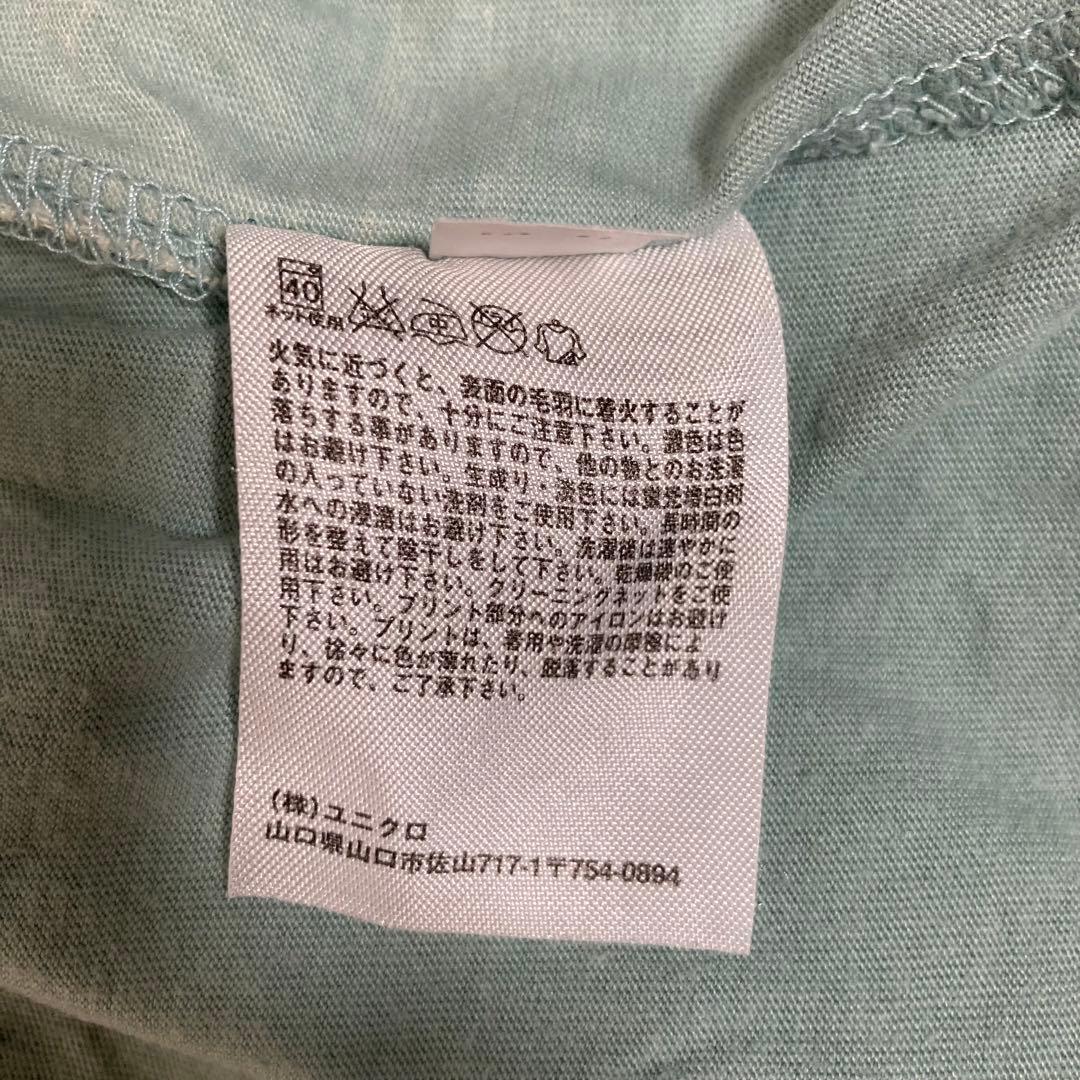 40
ネット使用
中
火気に近づくと、表面の毛羽に着火することが
ありますので、十分にご注意下さい。濃色は色
落ちする事がありますので、他の物とのお洗濯
はお避け下さい。生成り・淡色には蛍光増白剤
の入っていない洗剤をご使用下さい。長時間の
水への浸漬はお避け下さい。洗濯後は速やかに
形を整えて陰干しをして下さい。乾燥機のご使
用はお避け下さい。クリーニングネットをご使
用下さい。プリント部分へのアイロンはお避け
下さい。プリントは、着用や洗濯の摩擦によ
り、徐々に色が薄れたり、脱落することがあり
ますので、ご了承下さい。
(株)ユニクロ
山口県山口市佐山717-1〒754-0894